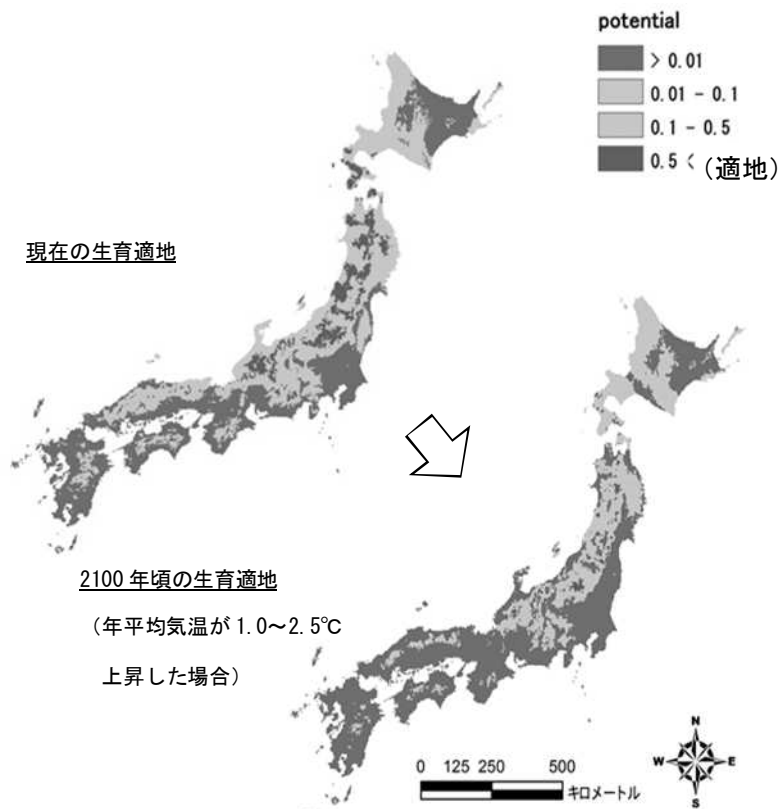 potential
> 0.01
0.01 - 0.1
0.1 - 0.5
0.5 < (適地)
現在の生育適地
2100 年頃の生育適地
(年平均気温が 1.0～2.5℃
上昇した場合)
N
W E
S
0 125 250 500
キロメートル